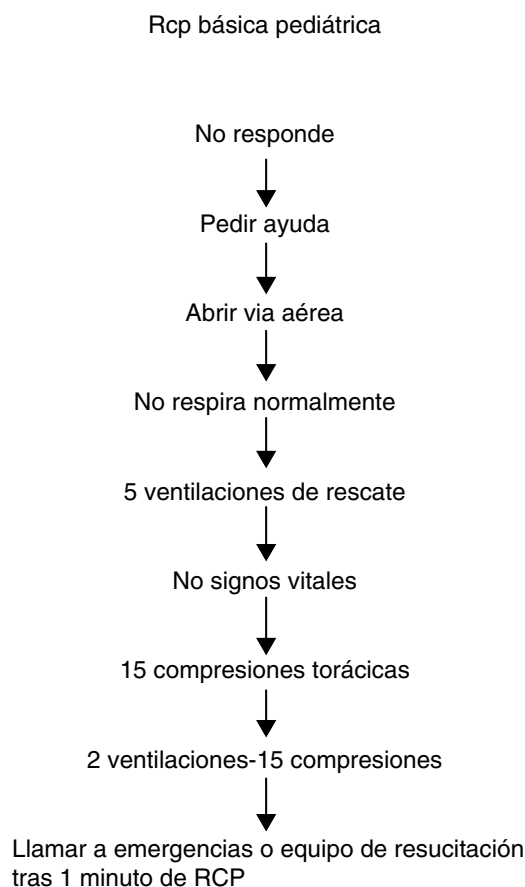 Rcp básica pediátrica
No responde
Pedir ayuda
Abrir via aérea
No respira normalmente
5 ventilaciones de rescate
No signos vitales
15 compresiones torácicas
2 ventilaciones-15 compresiones
Llamar a emergencias o equipo de resucitación
tras 1 minuto de RCP